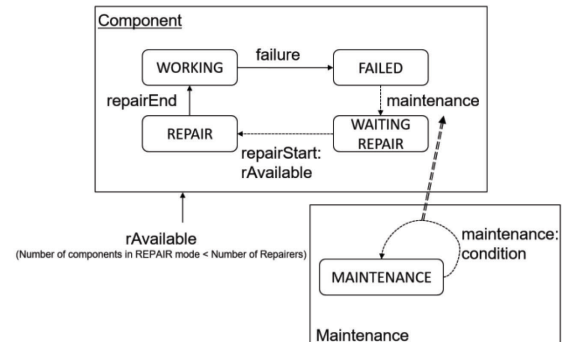 Component
failure
WORKING
FAILED
repairEnd
maintenance
REPAIR
WAITING
REPAIR
repairStart:
rAvailable
rAvailable
(Number of components in REPAIR mode < Number of Repairers)
maintenance:
condition
MAINTENANCE
Maintenance